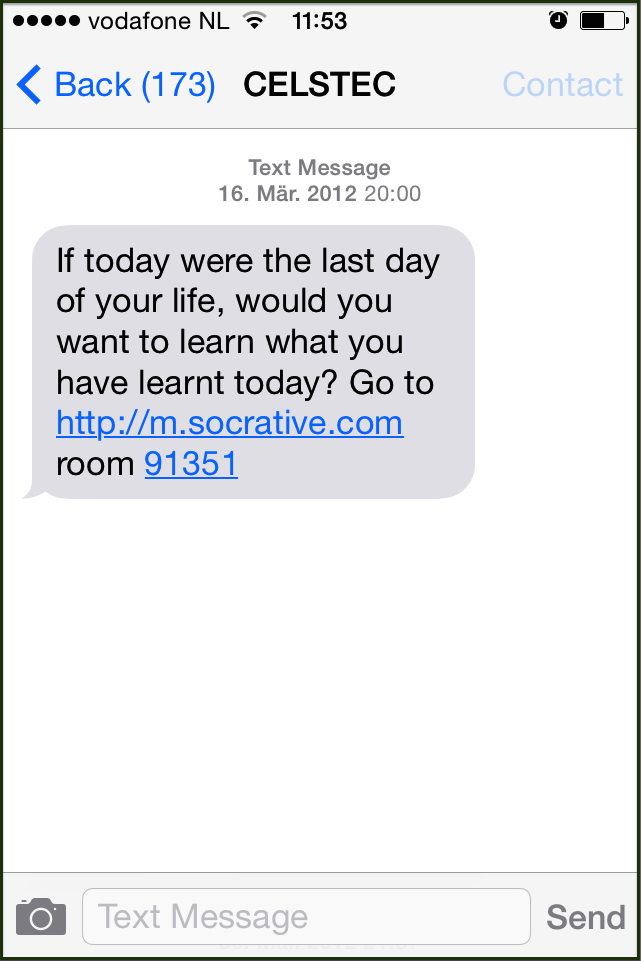 vodafone NL 11:53
Back (173) CELSTEC Contact
Text Message
16. Mär. 2012 20:00
If today were the last day
of your life, would you
want to learn what you
have learnt today? Go to
http://m.socrative.com
room 91351
Text Message Send